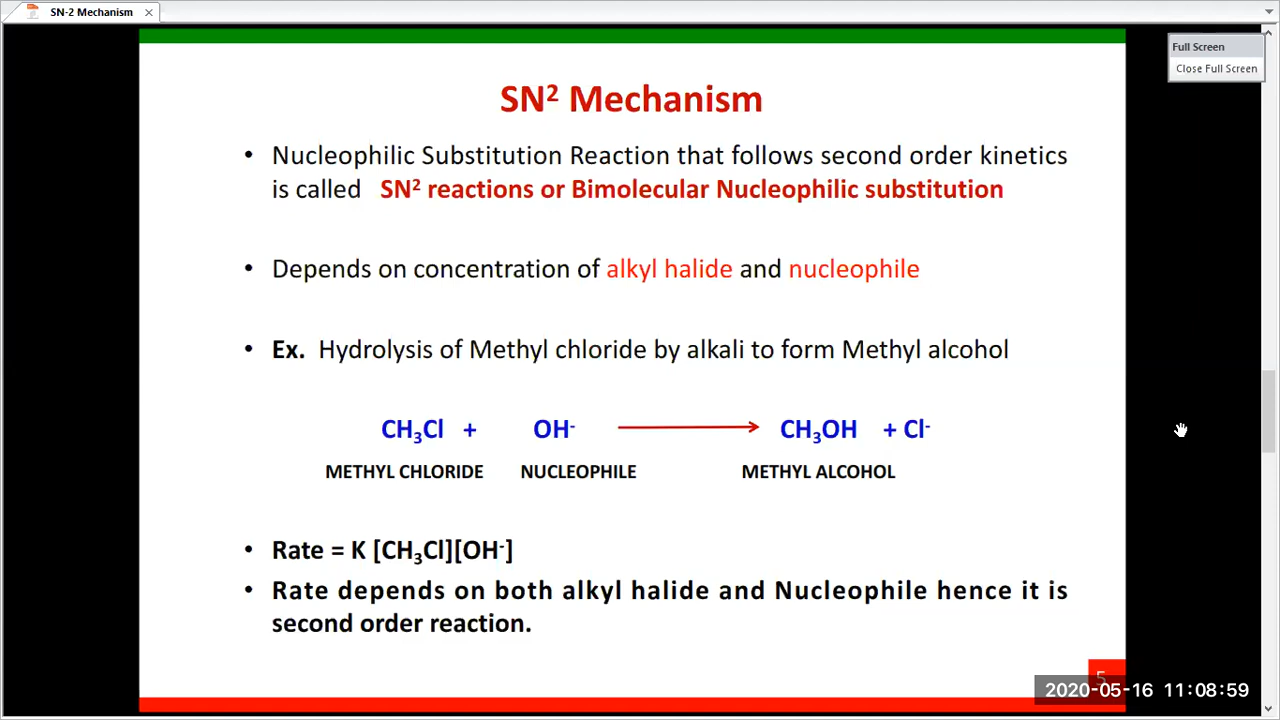 SN-2 Mechanism
Full Screen
Close Full Screen
SN² Mechanism
• Nucleophilic Substitution Reaction that follows second order kinetics
is called SN² reactions or Bimolecular Nucleophilic substitution
• Depends on concentration of alkyl halide and nucleophile
• Ex. Hydrolysis of Methyl chloride by alkali to form Methyl alcohol
CH₃Cl + OH⁻ → CH₃OH + Cl⁻
METHYL CHLORIDE NUCLEOPHILE METHYL ALCOHOL
• Rate = K [CH₃Cl][OH⁻]
• Rate depends on both alkyl halide and Nucleophile hence it is
second order reaction.
5
2020-05-16 11:08:59